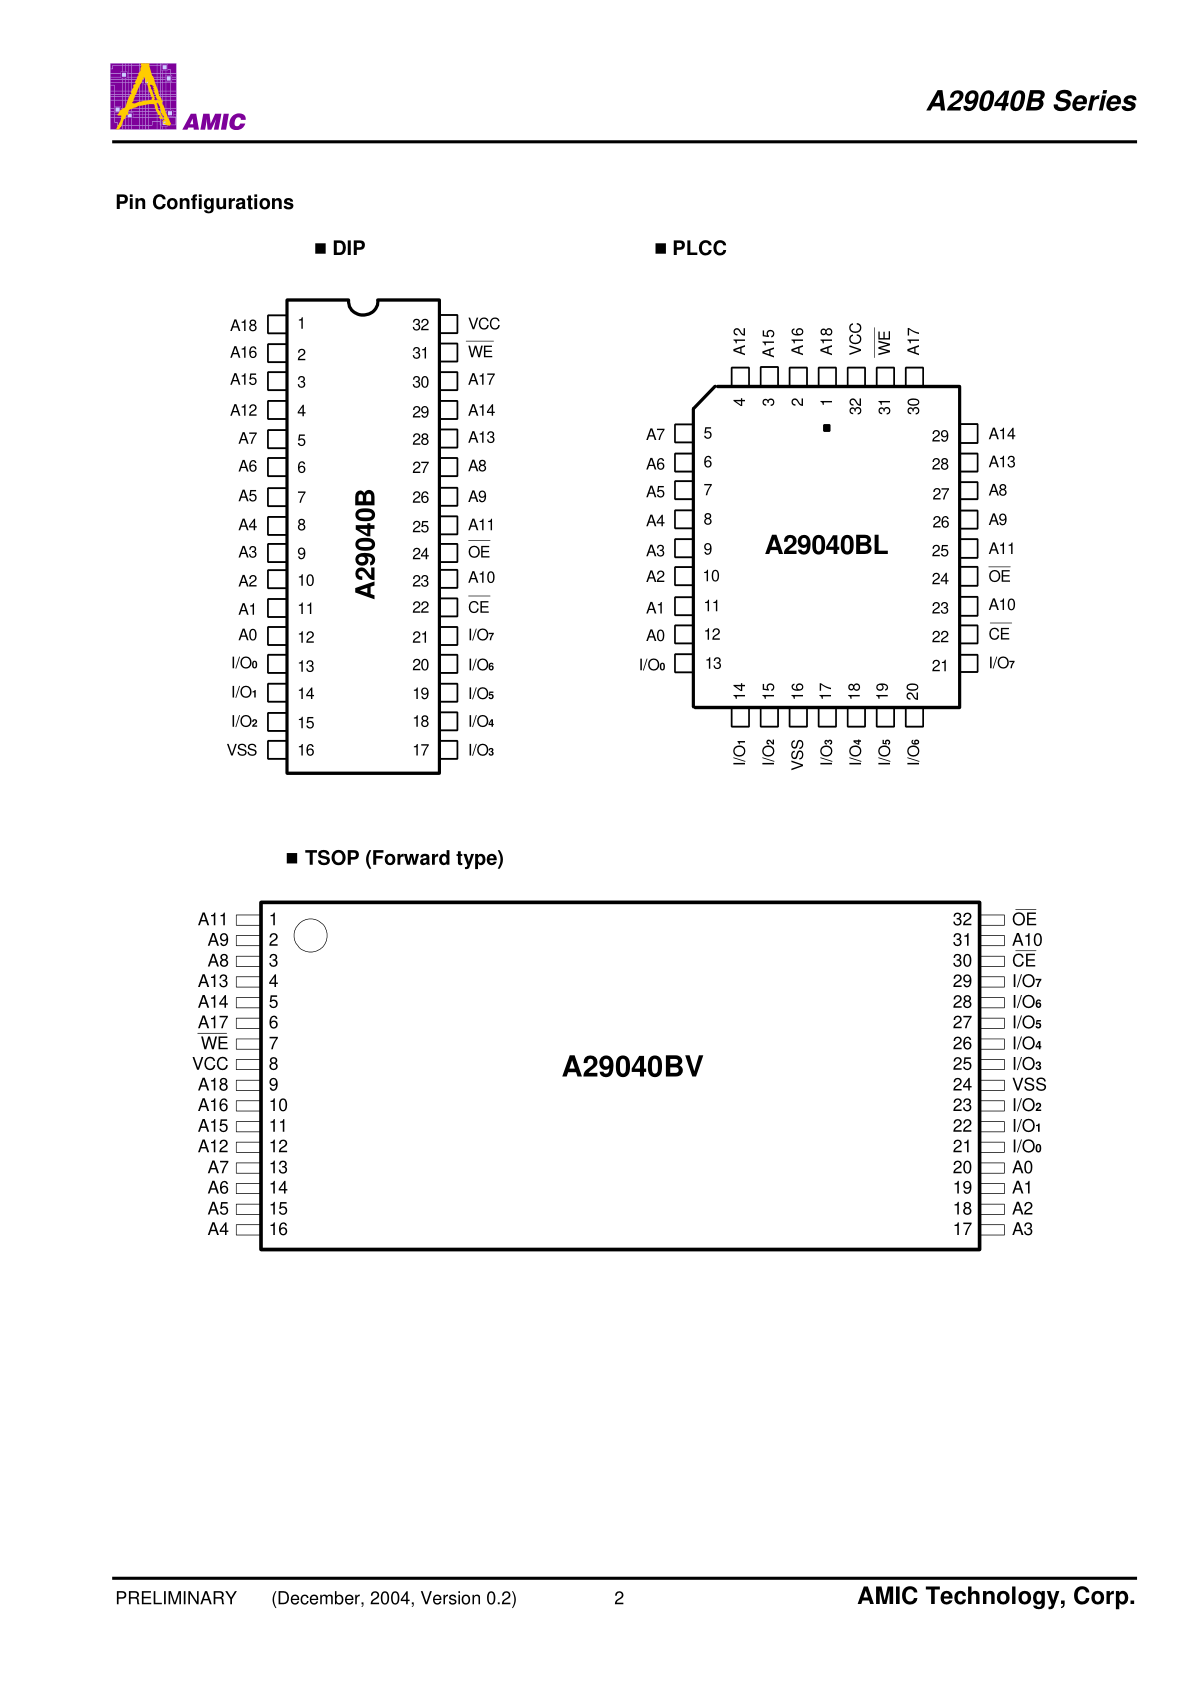 AMIC
A29040B Series
Pin Configurations
■ DIP
■ PLCC
A18 1 32 VCC
A16 2 31 WE
A15 3 30 A17
A12 4 29 A14
A7 5 28 A13
A6 6 27 A8
A5 7 26 A9
A4 8 25 A11
A3 9 24 OE
A2 10 23 A10
A1 11 22 CE
A0 12 21 I/O7
I/O0 13 20 I/O6
I/O1 14 19 I/O5
I/O2 15 18 I/O4
VSS 16 17 I/O3
A29040B
A12 A15 A16 A18 VCC WE A17
4 3 2 1 32 31 30
A7 5 29 A14
A6 6 28 A13
A5 7 27 A8
A4 8 26 A9
A3 9 25 A11
A2 10 24 OE
A1 11 23 A10
A0 12 22 CE
I/O0 13 21 I/O7
A29040BL
14 15 16 17 18 19 20
I/O1 I/O2 VSS I/O3 I/O4 I/O5 I/O6
■ TSOP (Forward type)
A11 1 32 OE
A9 2 31 A10
A8 3 30 CE
A13 4 29 I/O7
A14 5 28 I/O6
A17 6 27 I/O5
WE 7 26 I/O4
VCC 8 25 I/O3
A18 9 24 VSS
A16 10 23 I/O2
A15 11 22 I/O1
A12 12 21 I/O0
A7 13 20 A0
A6 14 19 A1
A5 15 18 A2
A4 16 17 A3
A29040BV
PRELIMINARY (December, 2004, Version 0.2) 2 AMIC Technology, Corp.